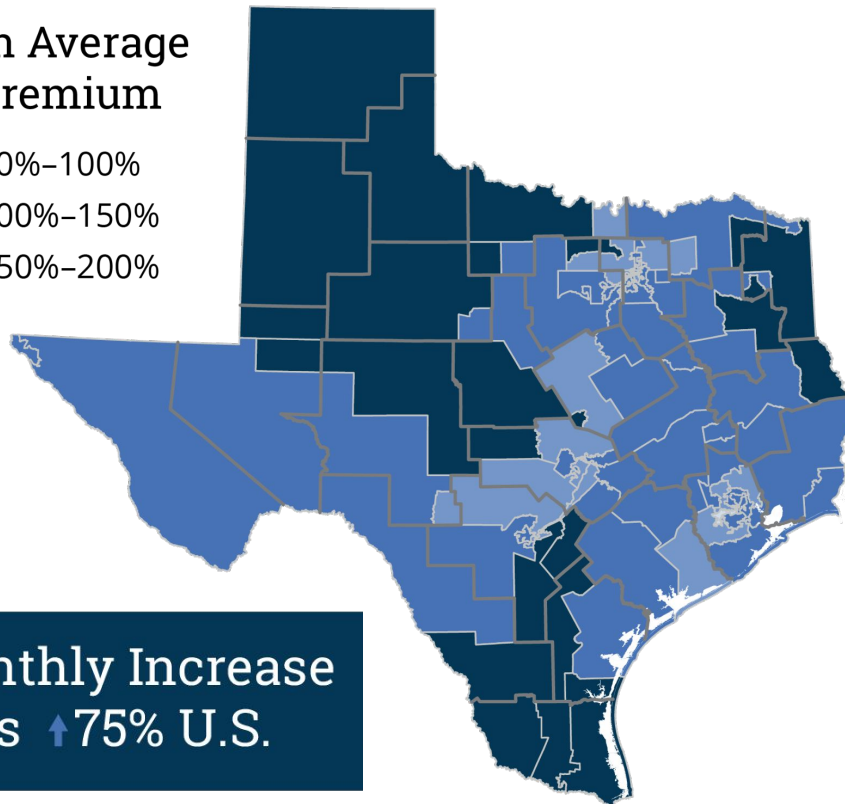 n Average
remium
0%–100%
00%–150%
50%–200%
nthly Increase
s ↑75% U.S.